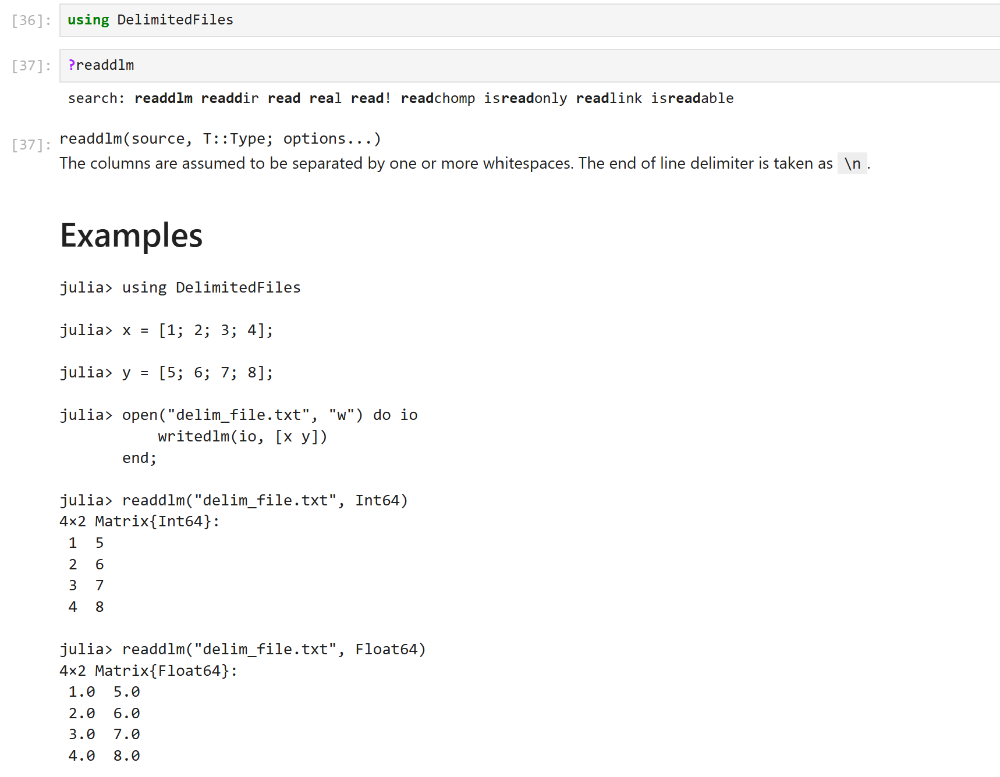 [36]: using DelimitedFiles
[37]: ?readdlm
search: readdlm readdir read real read! readchomp isreadonly readlink isreadable
[37]: readdlm(source, T::Type; options...)
The columns are assumed to be separated by one or more whitespaces. The end of line delimiter is taken as \n.
Examples
julia> using DelimitedFiles
julia> x = [1; 2; 3; 4];
julia> y = [5; 6; 7; 8];
julia> open("delim_file.txt", "w") do io
           writedlm(io, [x y])
       end;
julia> readdlm("delim_file.txt", Int64)
4×2 Matrix{Int64}:
 1  5
 2  6
 3  7
 4  8
julia> readdlm("delim_file.txt", Float64)
4×2 Matrix{Float64}:
 1.0  5.0
 2.0  6.0
 3.0  7.0
 4.0  8.0